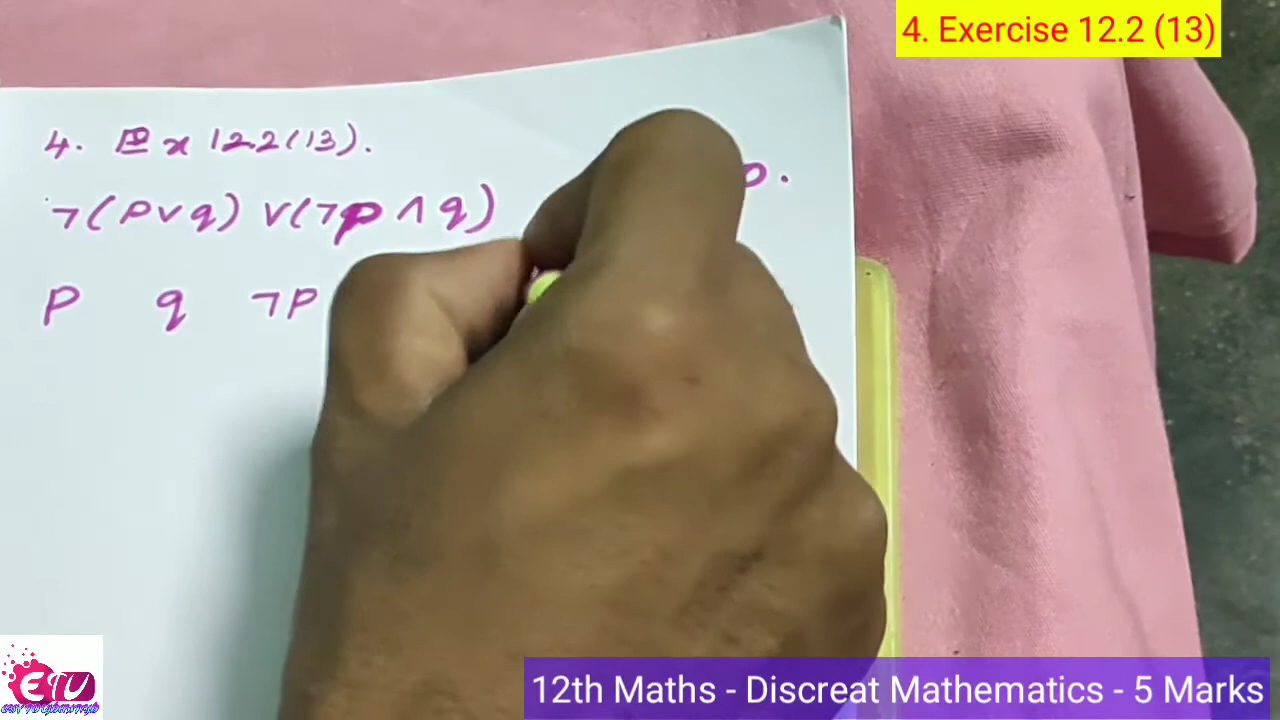 4. Exercise 12.2 (13)
4. Ex 12.2(13).
¬(P∨q) ∨(¬p ∧ q)
P q ¬P
12th Maths - Discreat Mathematics - 5 Marks